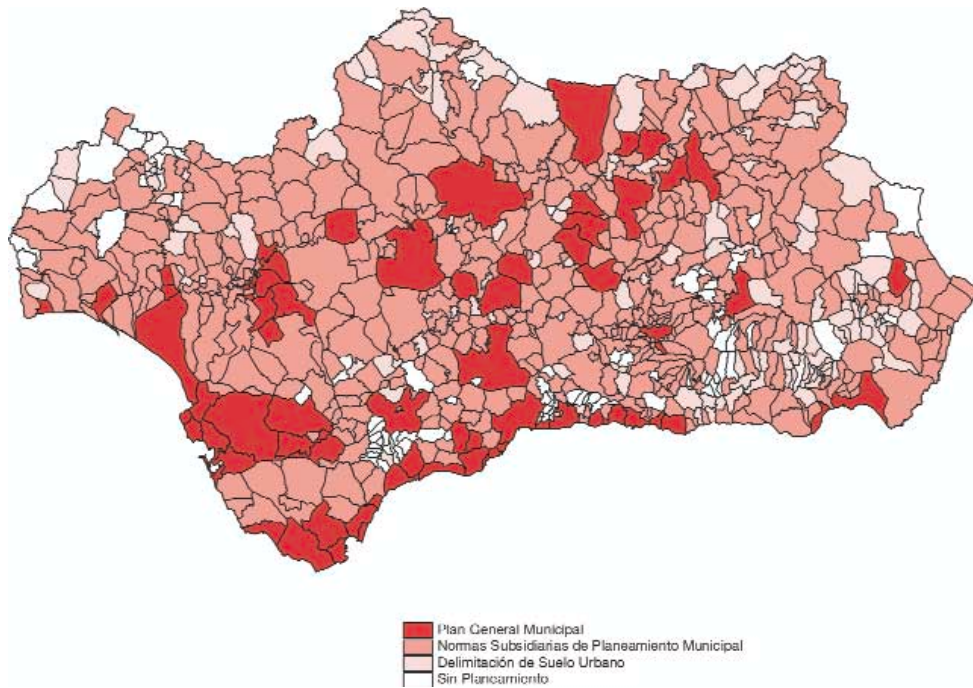 Plan General Municipal
Normas Subsidiarias de Planeamiento Municipal
Delimitación de Suelo Urbano
Sin Planeamiento